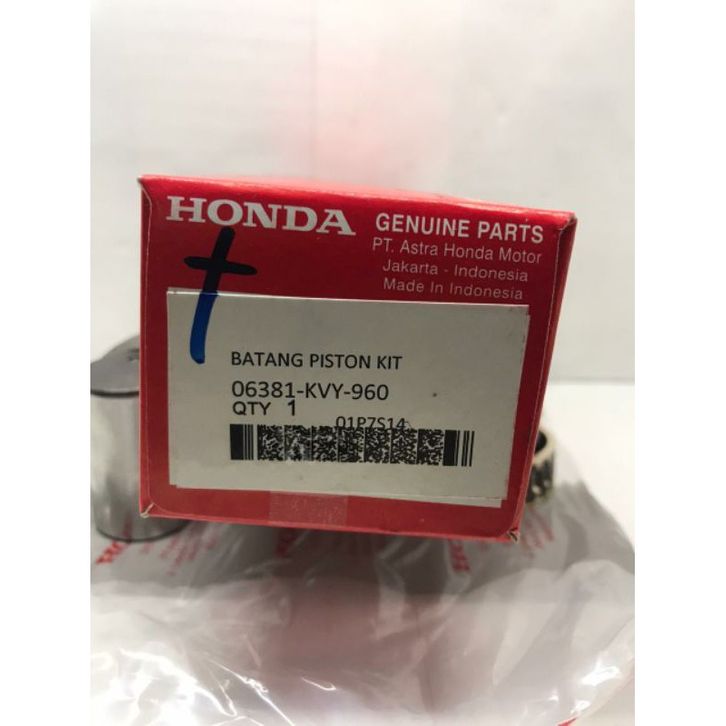 HONDA GENUINE PARTS
PT. Astra Honda Motor
Jakarta - Indonesia
Made In Indonesia
BATANG PISTON KIT
06381-KVY-960
QTY 1
01P7S14